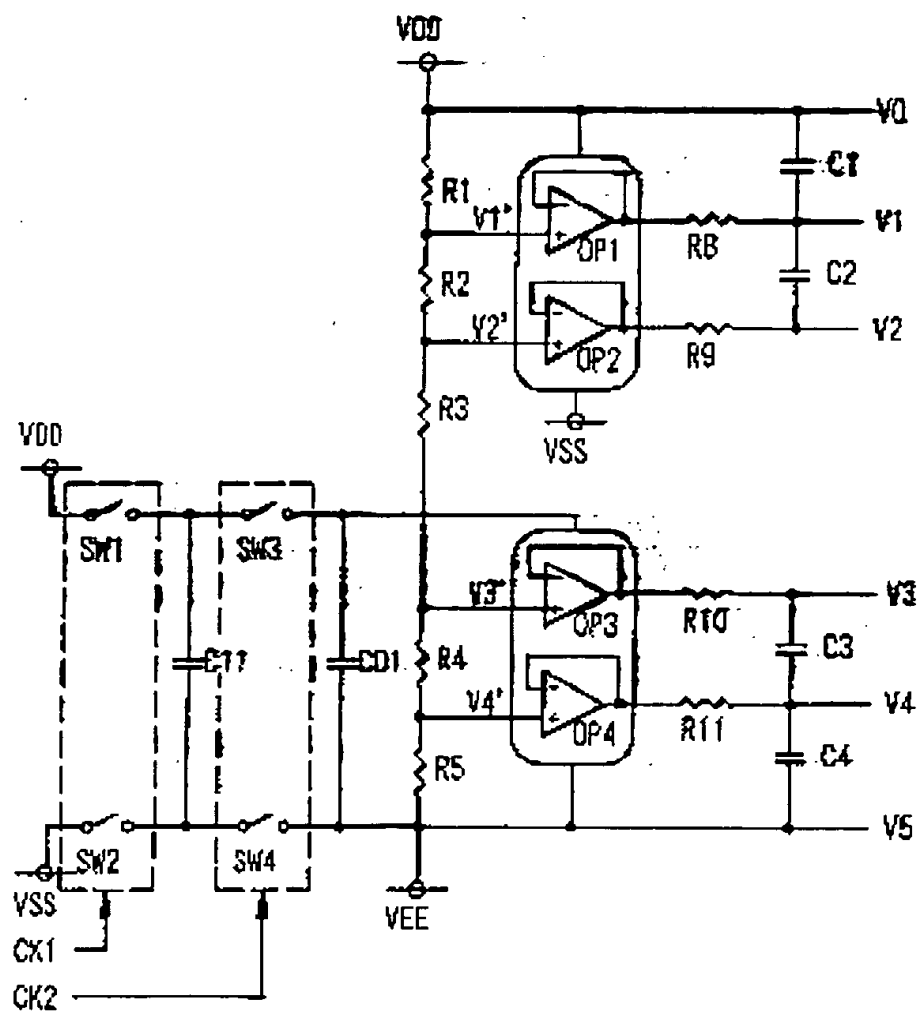 VDD
V0
R1
C1
V1'
OP1
R8
V1
R2
C2
V2'
OP2
R9
V2
R3
VSS
VDD
SW1
SW3
V3'
OP3
R10
V3
C11
CD1
R4
C3
V4'
OP4
R11
V4
R5
C4
V5
SW2
SW4
VSS
VEE
CK1
CK2